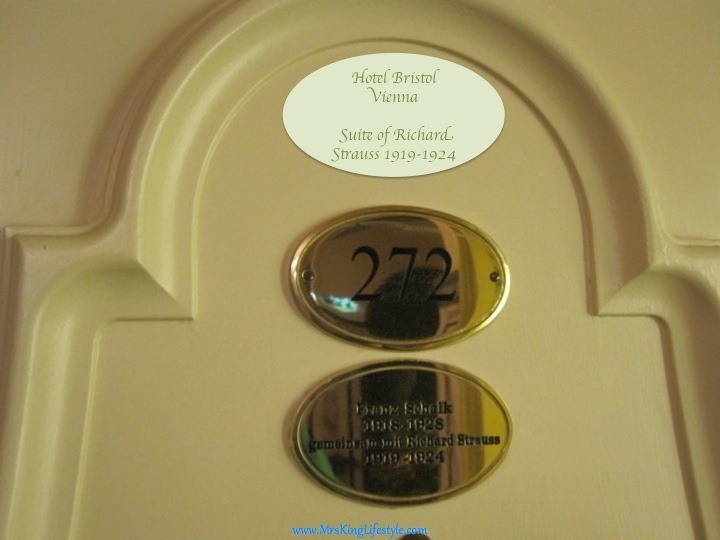 Hotel Bristol
Vienna
Suite of Richard
Strauss 1919-1924
272
Franz Schalk
1918-1928
gemeinsam mit Richard Strauss
1919-1924
www.MrsKingLifestyle.com